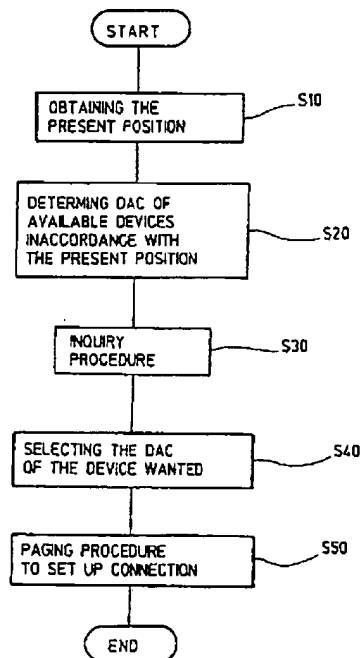 START
OBTAINING THE
PRESENT POSITION
S10
DETERMING DAC OF
AVAILABLE DEVICES
INACCORDANCE WITH
THE PRESENT POSITION
S20
INQUIRY
PROCEDURE
S30
SELECTING THE DAC
OF THE DEVICE WANTED
S40
PAGING PROCEDURE
TO SET UP CONNECTION
S50
END